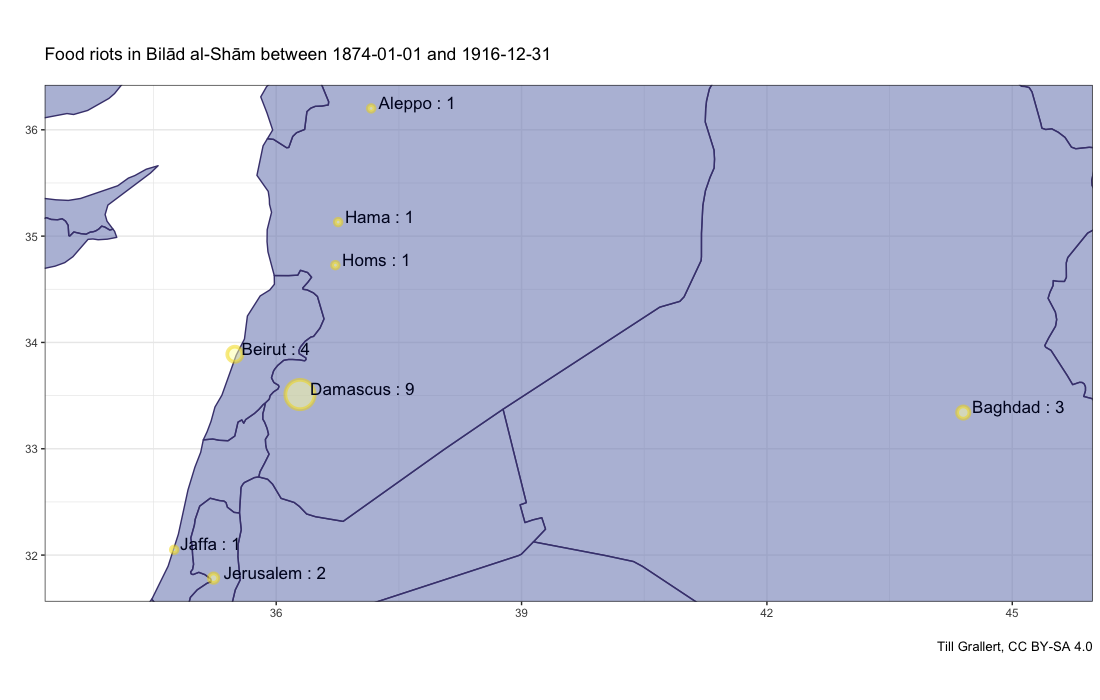 Food riots in Bilād al-Shām between 1874-01-01 and 1916-12-31
36
Aleppo : 1
Hama : 1
35
Homs : 1
34
Beirut : 4
Damascus : 9
Baghdad : 3
33
Jaffa : 1
32
Jerusalem : 2
36 39 42 45
Till Grallert, CC BY-SA 4.0